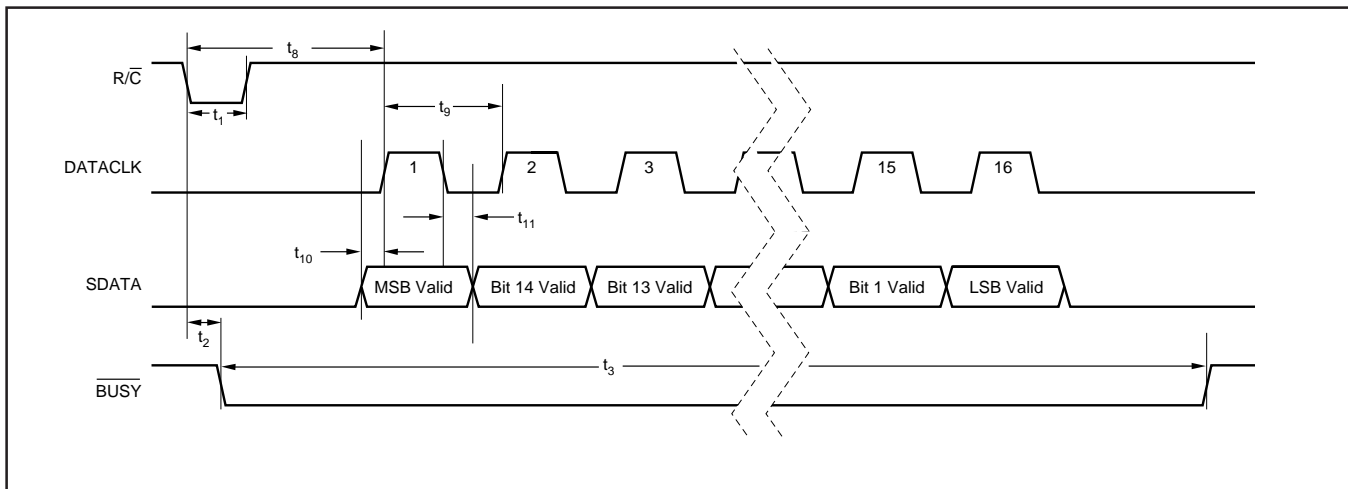 t8
R/C̅
t1
t9
DATACLK
1
2
3
15
16
t11
t10
SDATA
MSB Valid
Bit 14 Valid
Bit 13 Valid
Bit 1 Valid
LSB Valid
t2
t3
B̅U̅S̅Y̅